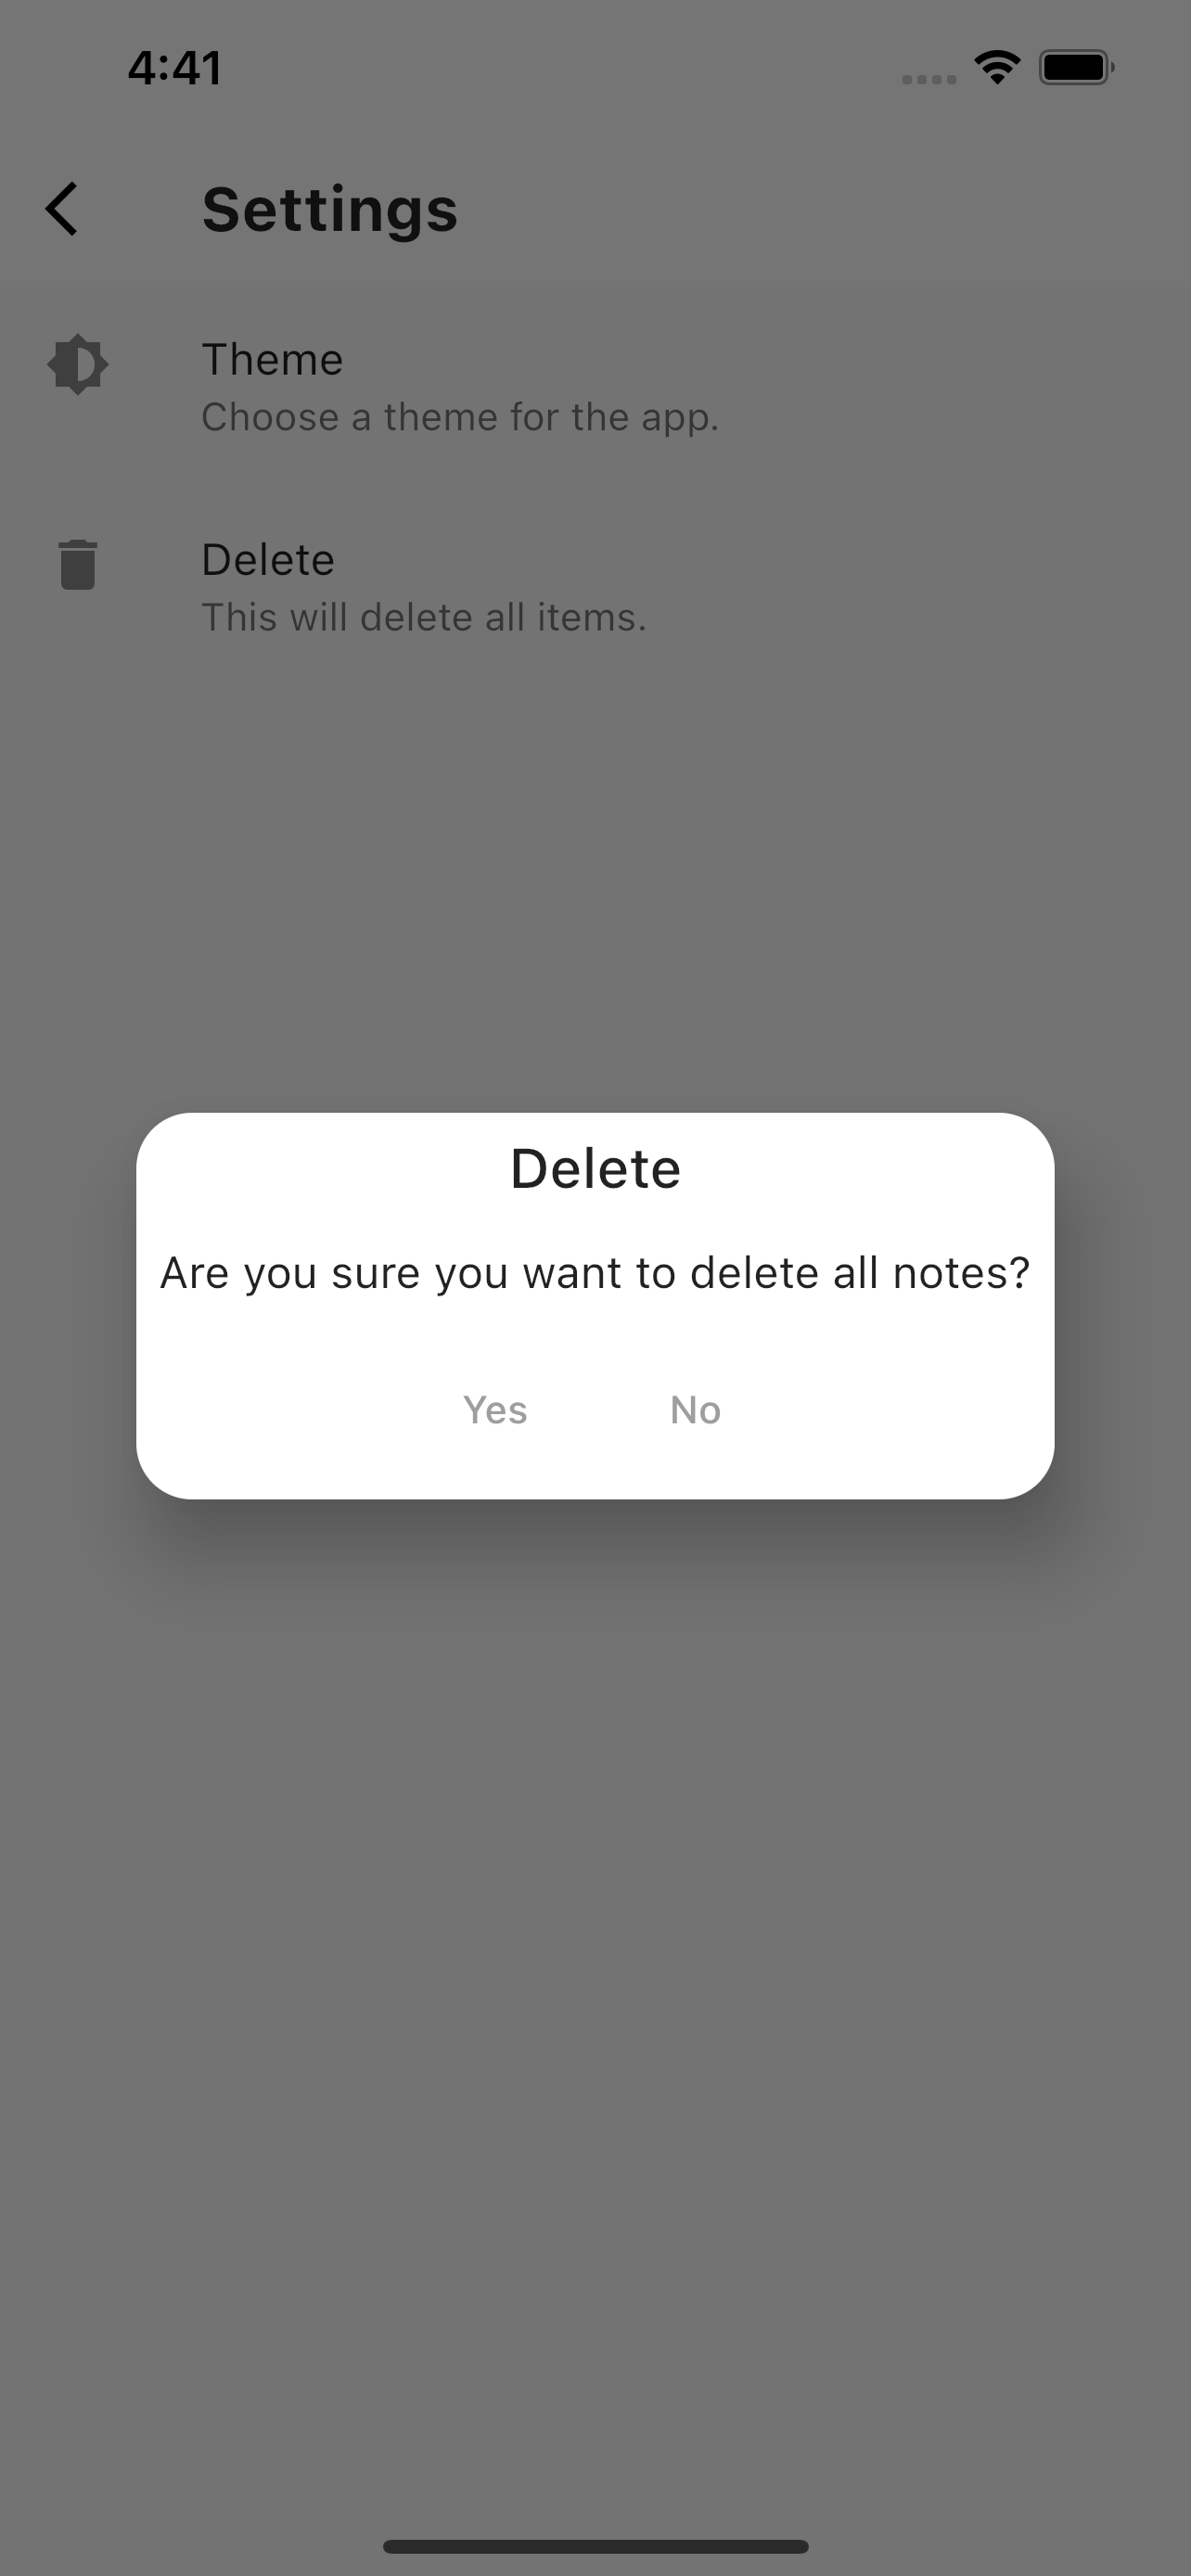 4:41
Settings
Theme
Choose a theme for the app.
Delete
This will delete all items.
Delete
Are you sure you want to delete all notes?
Yes No